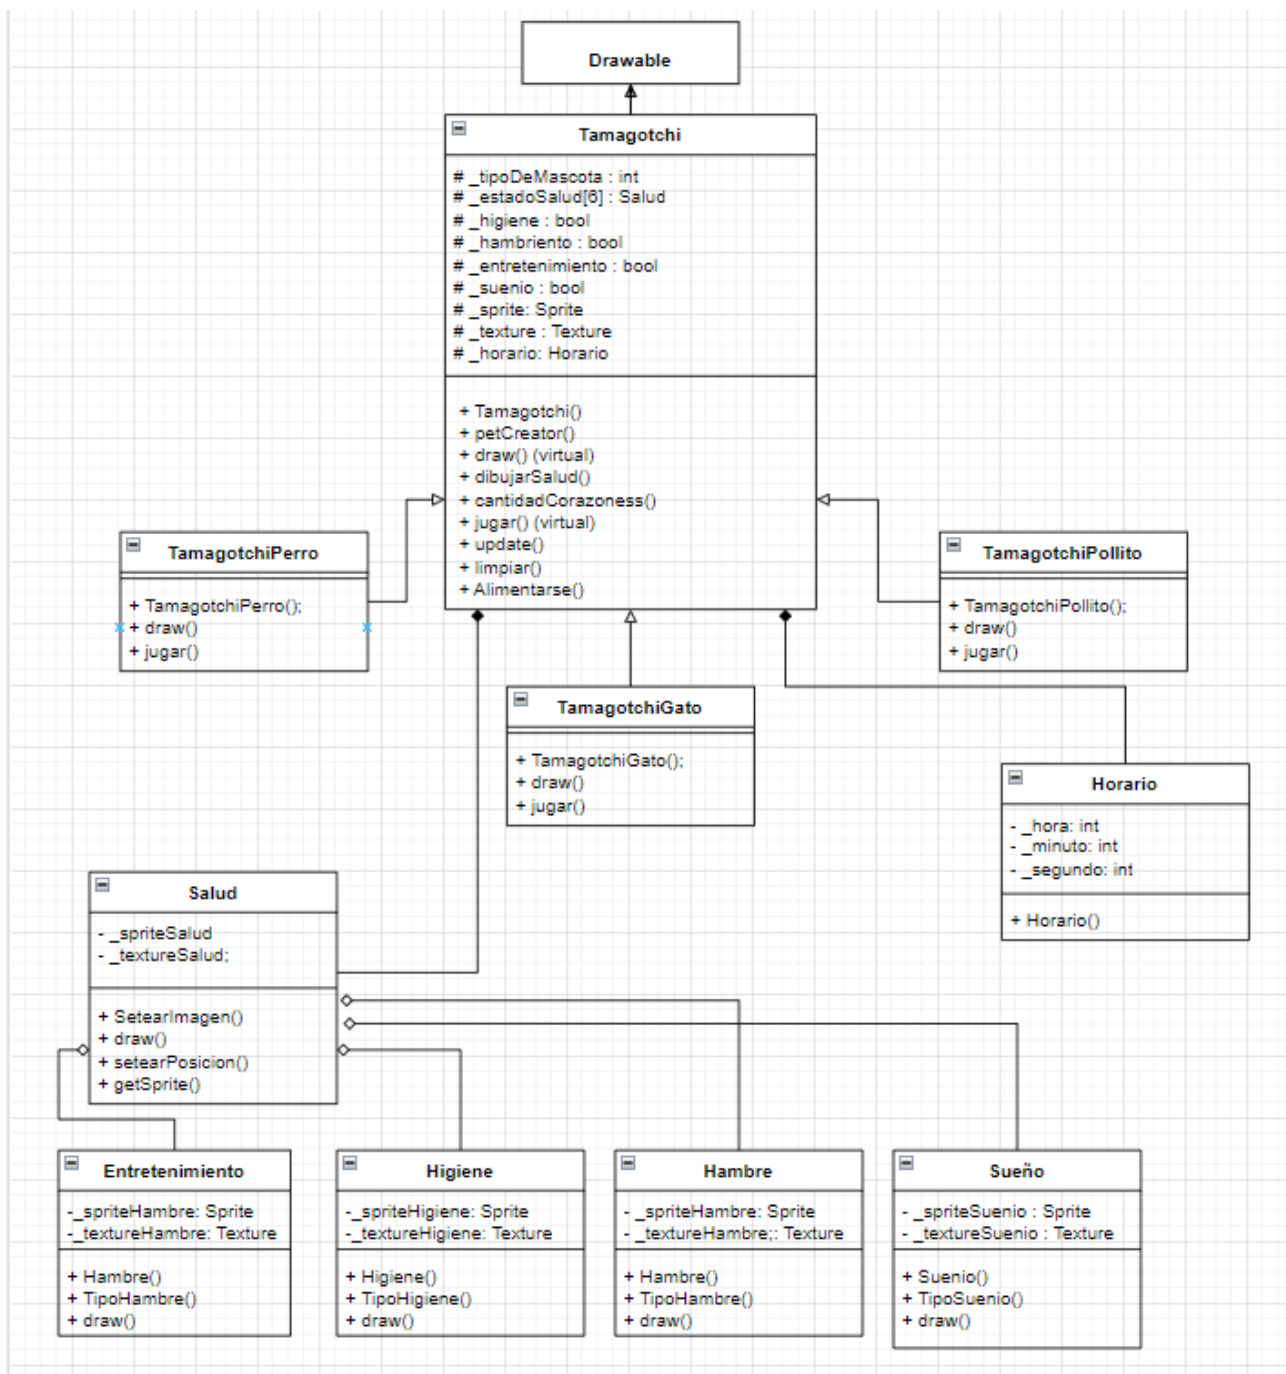 Drawable
Tamagotchi
# _tipoDeMascota : int
# _estadoSalud[6] : Salud
# _higiene : bool
# _hambriento : bool
# _entretenimiento : bool
# _suenio : bool
# _sprite: Sprite
# _texture : Texture
# _horario: Horario
+ Tamagotchi()
+ petCreator()
+ draw() (virtual)
+ dibujarSalud()
+ cantidadCorazoness()
+ jugar() (virtual)
+ update()
+ limpiar()
+ Alimentarse()
TamagotchiPerro
+ TamagotchiPerro();
+ draw()
+ jugar()
TamagotchiPollito
+ TamagotchiPollito();
+ draw()
+ jugar()
TamagotchiGato
+ TamagotchiGato();
+ draw()
+ jugar()
Horario
- _hora: int
- _minuto: int
- _segundo: int
+ Horario()
Salud
- _spriteSalud
- _textureSalud;
+ SetearImagen()
+ draw()
+ setearPosicion()
+ getSprite()
Entretenimiento
-_spriteHambre: Sprite
-_textureHambre: Texture
+ Hambre()
+ TipoHambre()
+ draw()
Higiene
-_spriteHigiene: Sprite
-_textureHigiene: Texture
+ Higiene()
+ TipoHigiene()
+ draw()
Hambre
- _spriteHambre: Sprite
- _textureHambre;: Texture
+ Hambre()
+ TipoHambre()
+ draw()
Sueño
- _spriteSuenio : Sprite
- _textureSuenio : Texture
+ Suenio()
+ TipoSuenio()
+ draw()